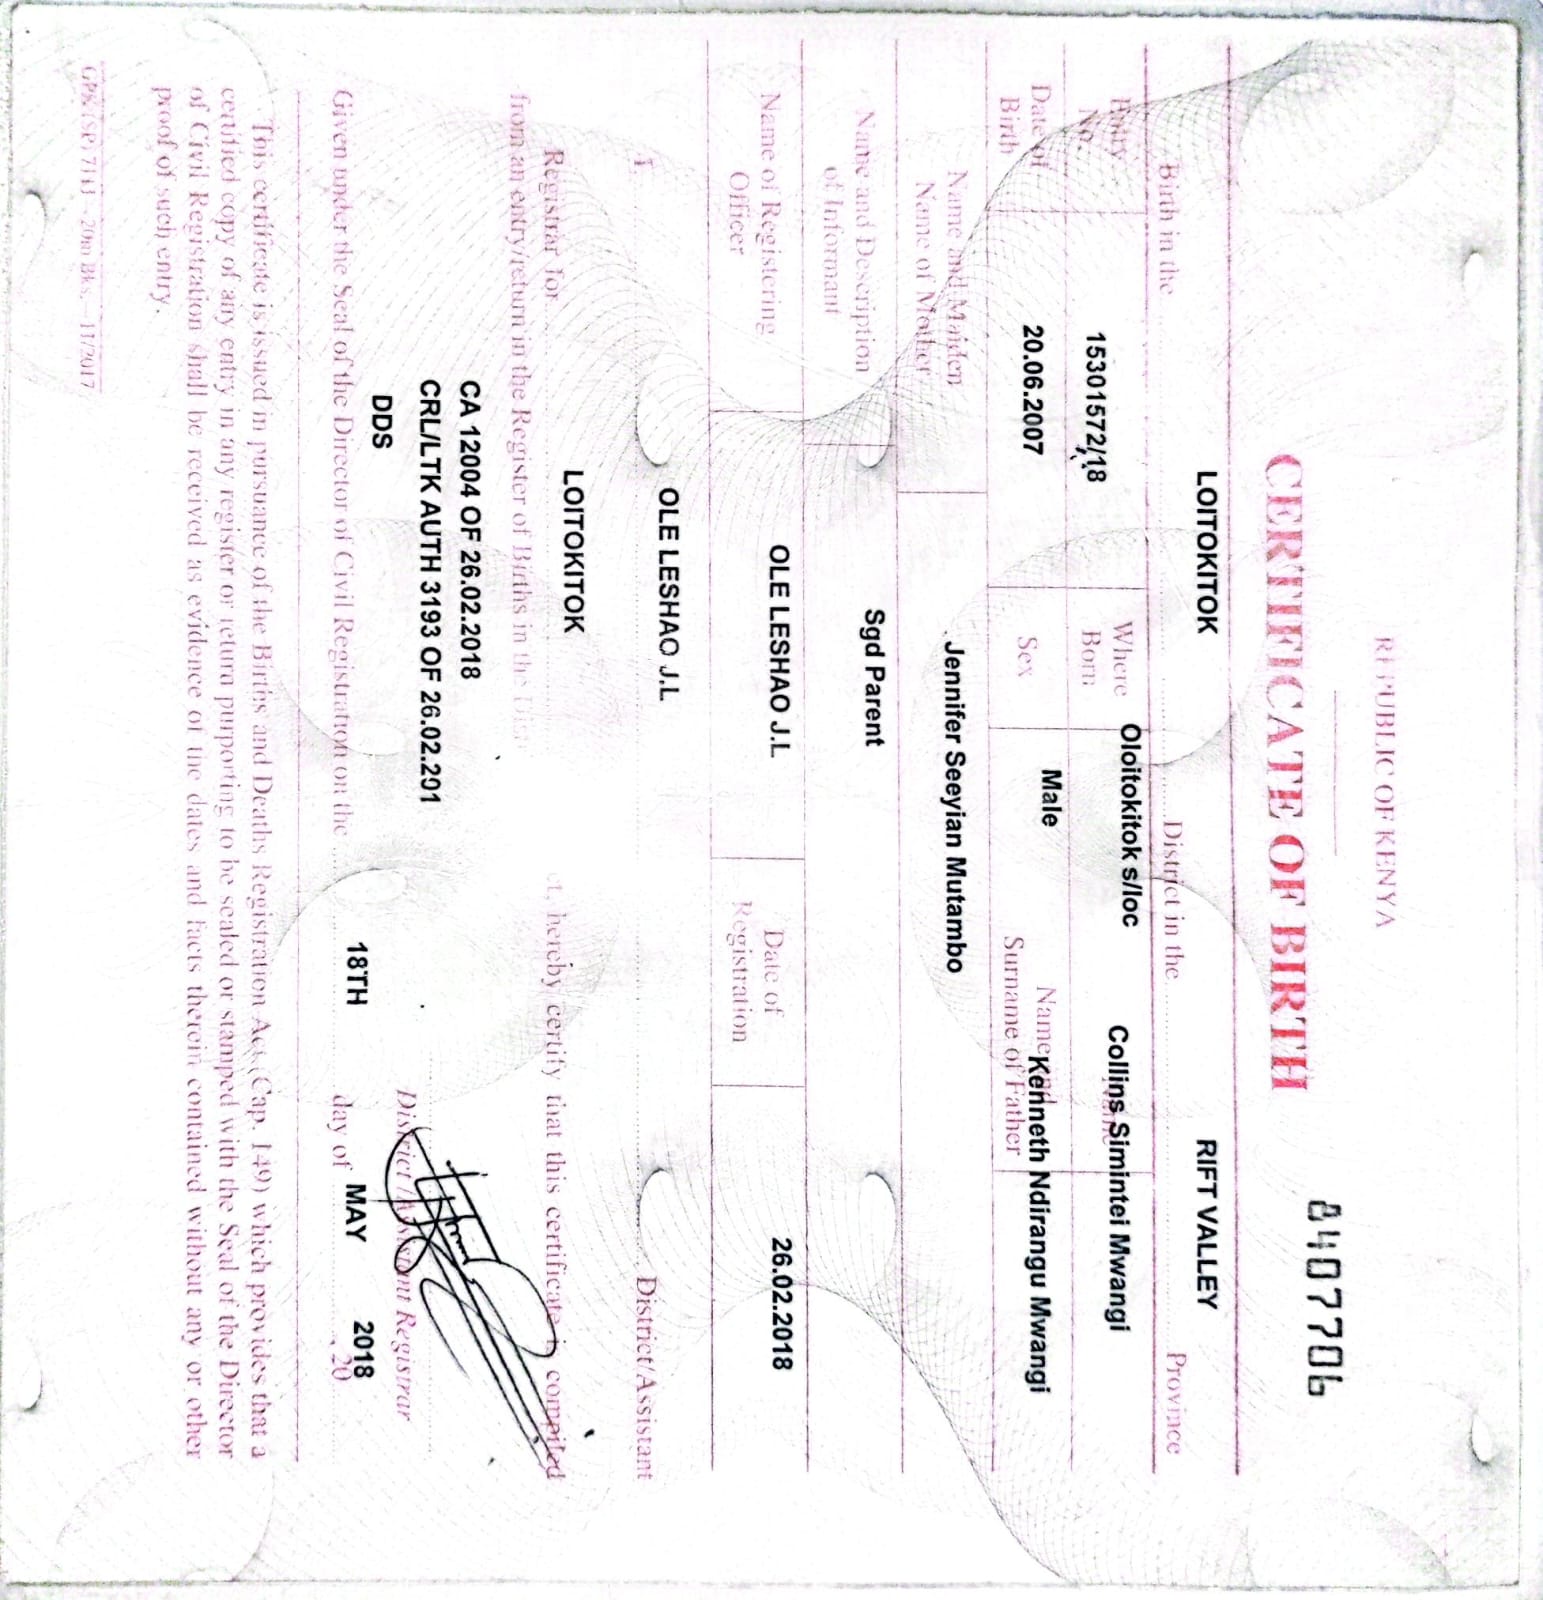 8407706
REPUBLIC OF KENYA
CERTIFICATE OF BIRTH
Birth in the LOITOKITOK District in the RIFT VALLEY Province
Entry No. 15301572/18 Where Born Oloitokitok s/loc Name Collins Simintei Mwangi
Date of Birth 20.06.2007 Sex Male Name and Surname of Father Kenneth Ndirangu Mwangi
Name and Maiden Name of Mother Jennifer Seeyian Mutambo
Name and Description of Informant Sgd Parent
Name of Registering Officer OLE LESHAO J.L Date of Registration 26.02.2018
I, OLE LESHAO J.L District/Assistant
Registrar for LOITOKITOK ct, hereby certify that this certificate is compiled
from an entry/return in the Register of Births in the Distr
CA 12004 OF 26.02.2018
CRL/LTK AUTH 3193 OF 26.02.201
District Assistant Registrar
DDS
Given under the Seal of the Director of Civil Registration on the 18TH day of MAY 2018, 20
This certificate is issued in pursuance of the Births and Deaths Registration Act (Cap. 149) which provides that a
certified copy of any entry in any register or return purporting to be sealed or stamped with the Seal of the Director
of Civil Registration shall be received as evidence of the dates and facts therein contained without any or other
proof of such entry.
GPK (SP) 7143—20m Bks.—11/2017